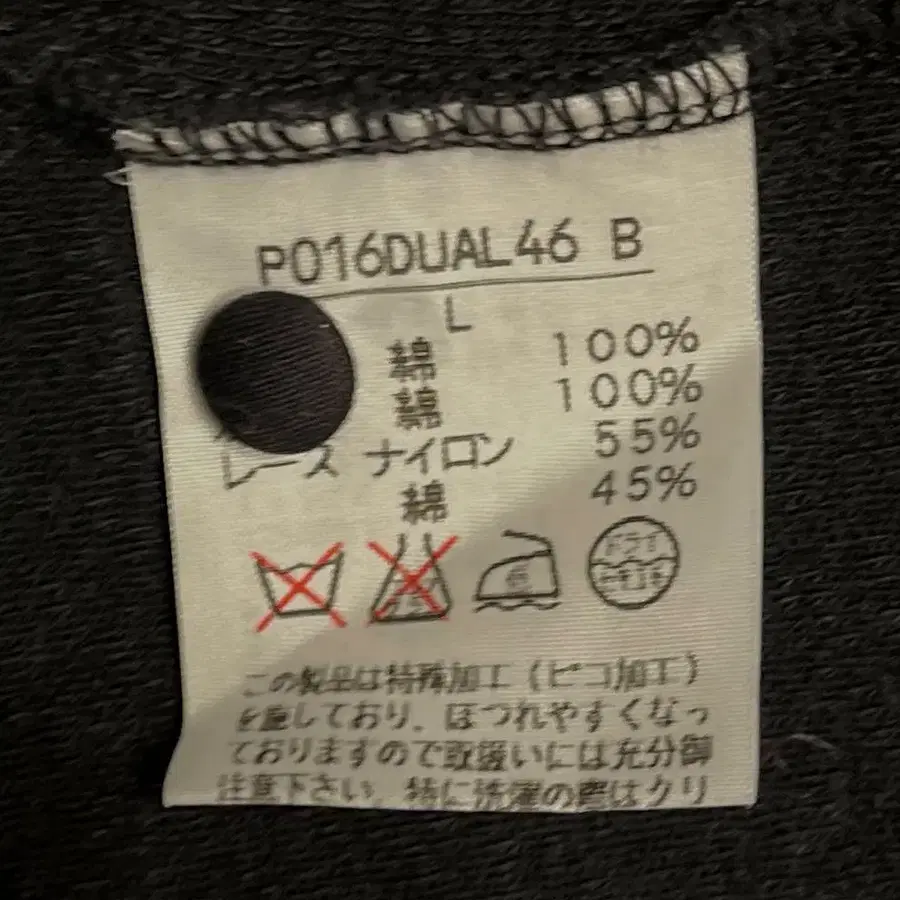 P016DUAL46 B
L
綿 100%
綿 100%
レース ナイロン 55%
綿 45%
ドライ
この製品は特殊加工(ピコ加工)
を施しており、ほつれやすくなっ
ておりますので取扱いには充分御
注意下さい。特に洗濯の際はクリ